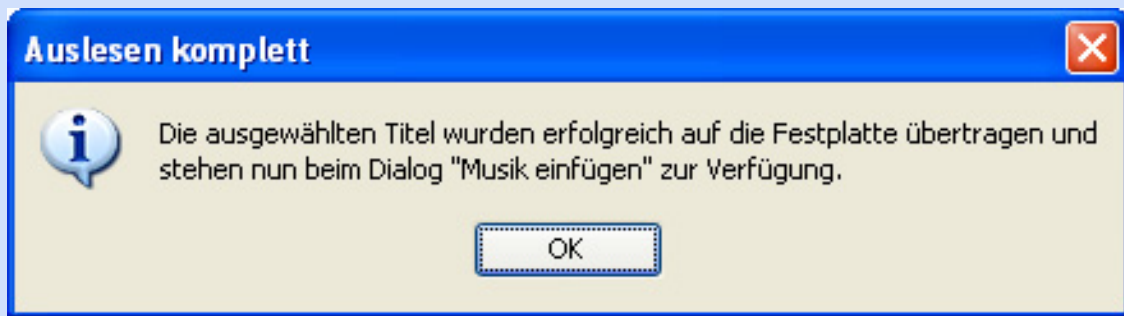 Auslesen komplett
Die ausgewählten Titel wurden erfolgreich auf die Festplatte übertragen und
stehen nun beim Dialog "Musik einfügen" zur Verfügung.
OK